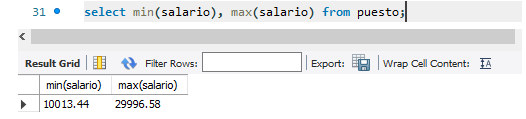 31 select min(salario), max(salario) from puesto;
Result Grid Filter Rows: Export: Wrap Cell Content:
min(salario) max(salario)
10013.44 29996.58